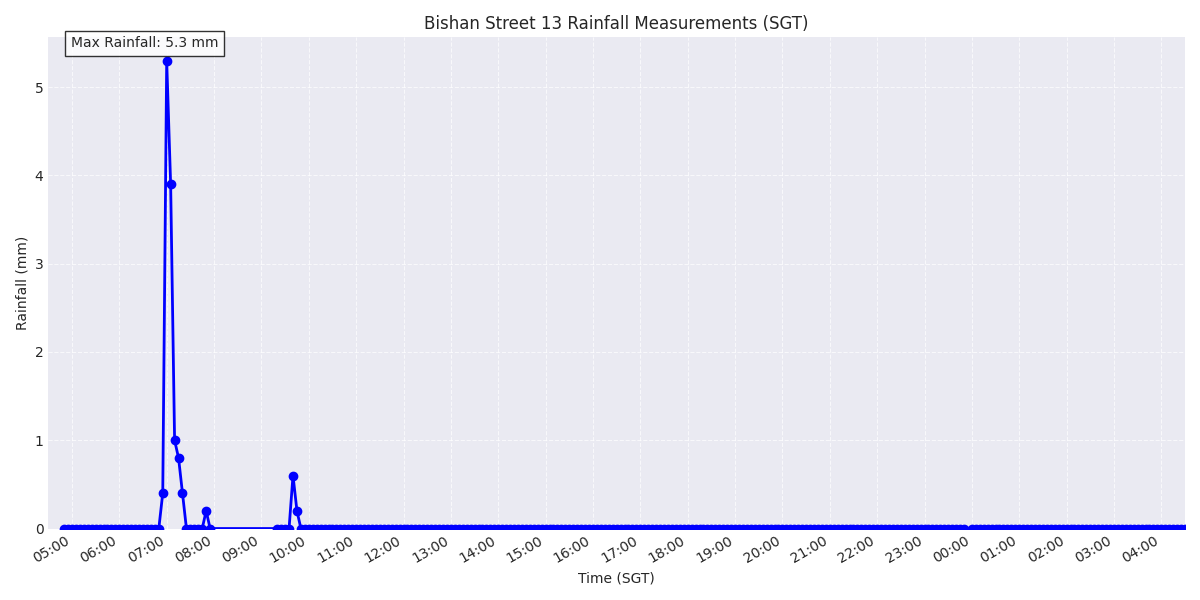 Bishan Street 13 Rainfall Measurements (SGT)
Max Rainfall: 5.3 mm
Rainfall (mm)
5
4
3
2
1
0
05:00 06:00 07:00 08:00 09:00 10:00 11:00 12:00 13:00 14:00 15:00 16:00 17:00 18:00 19:00 20:00 21:00 22:00 23:00 00:00 01:00 02:00 03:00 04:00
Time (SGT)